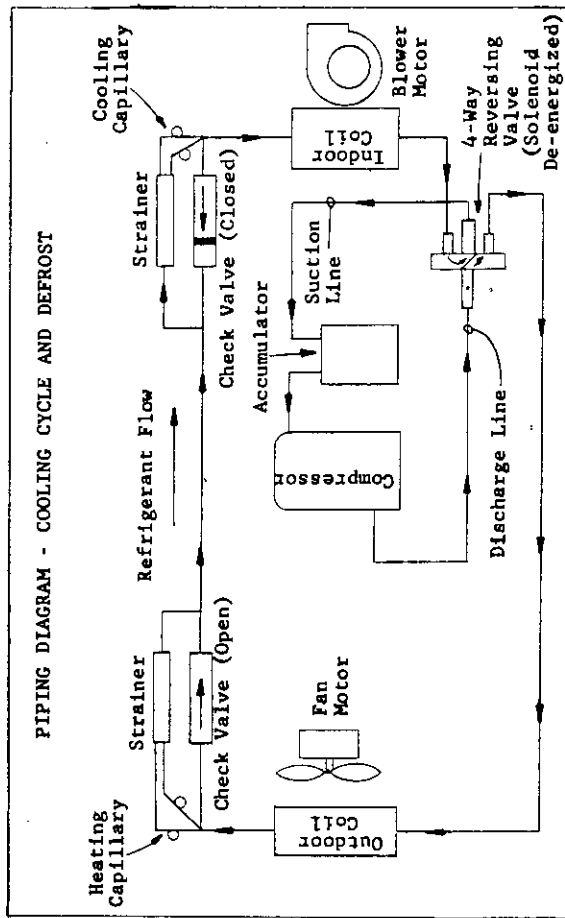 PIPING DIAGRAM - COOLING CYCLE AND DEFROST
Heating
Capillary
Strainer
Check Valve (Open)
Refrigerant Flow
Strainer
Check Valve (Closed)
Cooling
Capillary
Outdoor
Coil
Fan
Motor
Compressor
Accumulator
Suction
Line
Indoor
Coil
Blower
Motor
Discharge Line
4-Way
Reversing
Valve
(Solenoid
De-energized)